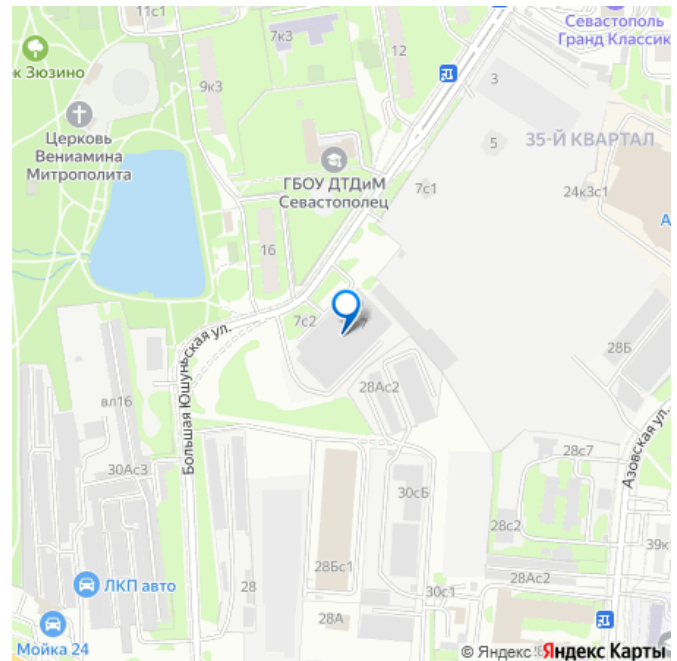 11с1
7к3
12
Севастополь
Гранд Классик
к Зюзино
9к3
3
Церковь
Вениамина
Митрополита
5
35-Й КВАРТАЛ
ГБОУ ДТДиМ
Севастополец
7с1
24к3с1
А
16
7с2
Большая Юшуньская ул.
28Б
28Ас2
вл16
Азовская ул.
30Ас3
28с7
30сБ
28с2
39к
28Бс1
28Ас2
ЛКП авто
28
30с1
28А
Мойка 24
© Яндекс
Яндекс Карты